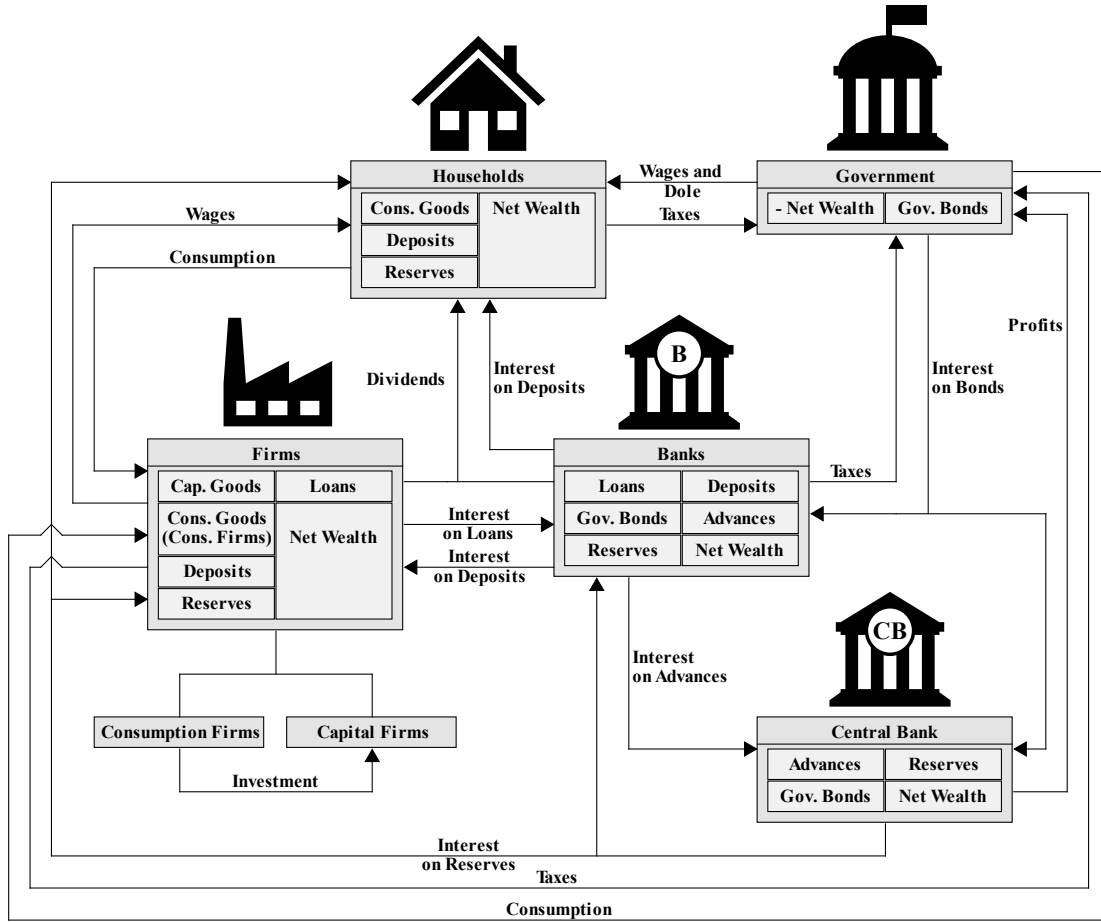 Households
Cons. Goods
Net Wealth
Deposits
Reserves
Government
- Net Wealth
Gov. Bonds
Wages and
Dole
Taxes
Wages
Consumption
Profits
Interest
on Bonds
Dividends
Interest
on Deposits
B
Firms
Cap. Goods
Loans
Cons. Goods
(Cons. Firms)
Net Wealth
Deposits
Reserves
Banks
Loans
Deposits
Gov. Bonds
Advances
Reserves
Net Wealth
Taxes
Interest
on Loans
Interest
on Deposits
CB
Interest
on Advances
Consumption Firms
Capital Firms
Investment
Central Bank
Advances
Reserves
Gov. Bonds
Net Wealth
Interest
on Reserves
Taxes
Consumption